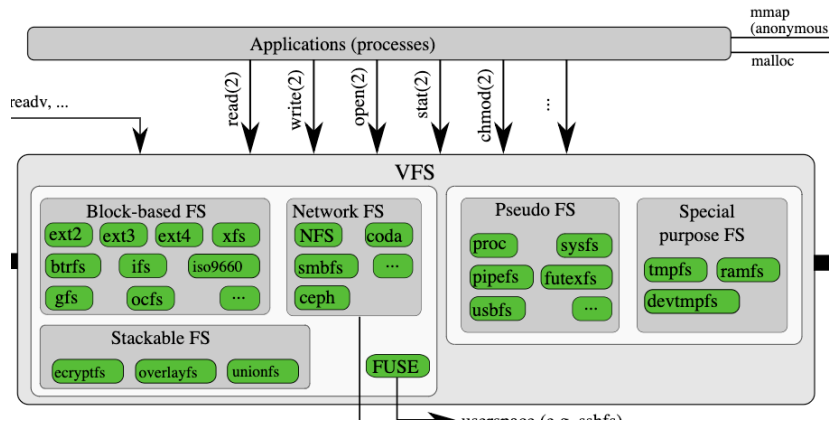 mmap
(anonymous
Applications (processes)
malloc
readv, ...
read(2)
write(2)
open(2)
stat(2)
chmod(2)
...
VFS
Block-based FS
ext2 ext3 ext4 xfs
btrfs ifs iso9660
gfs ocfs ...
Network FS
NFS coda
smbfs ...
ceph
Pseudo FS
proc sysfs
pipefs futexfs
usbfs ...
Special
purpose FS
tmpfs ramfs
devtmpfs
Stackable FS
ecryptfs overlayfs unionfs
FUSE
userspace (e.g. sshfs)